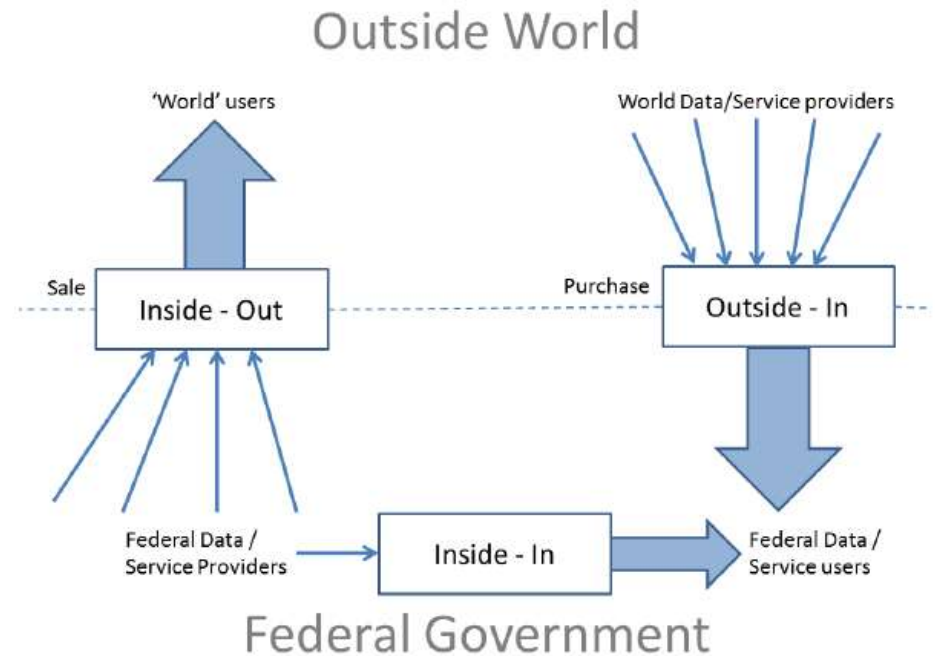 Outside World
‘World’ users
World Data/Service providers
Sale
Inside - Out
Purchase
Outside - In
Federal Data /
Service Providers
Inside - In
Federal Data /
Service users
Federal Government